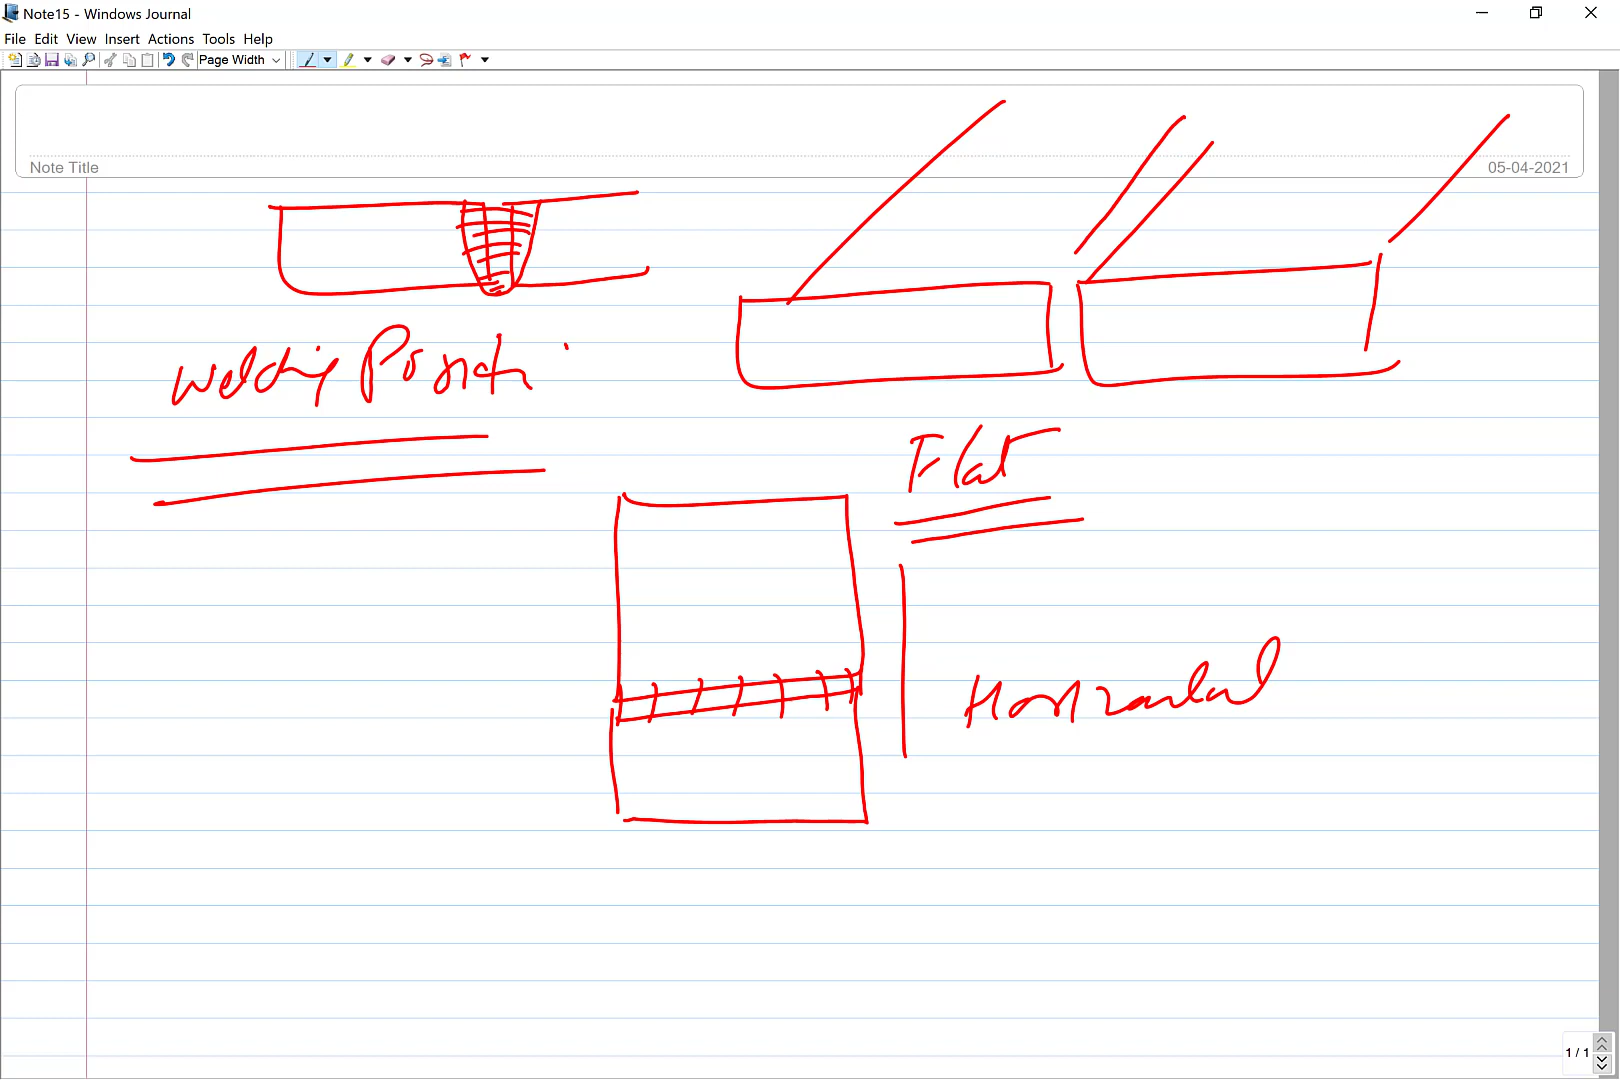 Note15 - Windows Journal
File Edit View Insert Actions Tools Help
Page Width
Note Title
05-04-2021
Welding Position
Flat
Horizontal
1 / 1